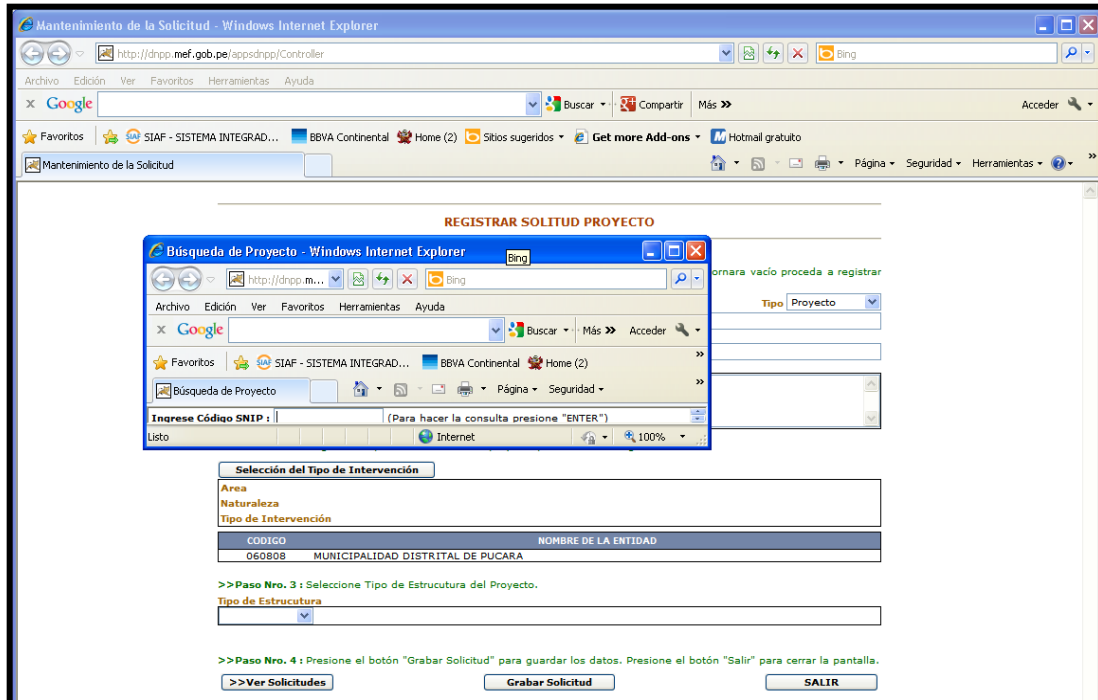 Mantenimiento de la Solicitud - Windows Internet Explorer
http://dnpp.mef.gob.pe/appsdnpp/Controller
Bing
Archivo Edición Ver Favoritos Herramientas Ayuda
x Google Buscar Compartir Más >> Acceder
Favoritos SIAF - SISTEMA INTEGRAD... BBVA Continental Home (2) Sitios sugeridos Get more Add-ons Hotmail gratuito
Mantenimiento de la Solicitud Página Seguridad Herramientas >>
REGISTRAR SOLITUD PROYECTO
Búsqueda de Proyecto - Windows Internet Explorer
Bing
http://dnpp.m... Bing
ornara vacío proceda a registrar
Archivo Edición Ver Favoritos Herramientas Ayuda
Tipo Proyecto
x Google Buscar Más >> Acceder
Favoritos SIAF - SISTEMA INTEGRAD... BBVA Continental Home (2) >>
Búsqueda de Proyecto Página Seguridad >>
Ingrese Código SNIP : (Para hacer la consulta presione "ENTER")
Listo Internet 100%
Selección del Tipo de Intervención
Area
Naturaleza
Tipo de Intervención
CODIGO NOMBRE DE LA ENTIDAD
060808 MUNICIPALIDAD DISTRITAL DE PUCARA
>>Paso Nro. 3 : Seleccione Tipo de Estrucutura del Proyecto.
Tipo de Estrucutura
>>Paso Nro. 4 : Presione el botón "Grabar Solicitud" para guardar los datos. Presione el botón "Salir" para cerrar la pantalla.
>>Ver Solicitudes Grabar Solicitud SALIR